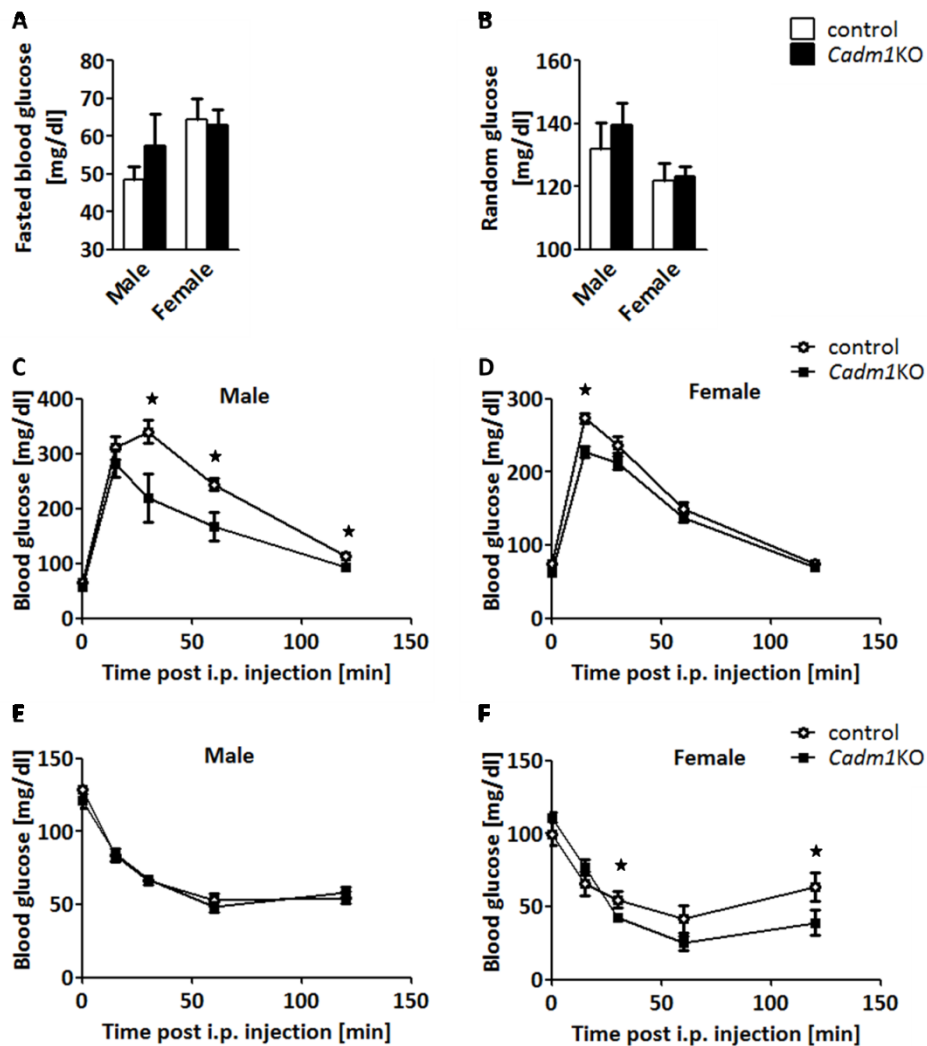 A
Fasted blood glucose
[mg/dl]
80
70
60
50
40
30
Male
Female
B
Random glucose
[mg/dl]
160
140
120
100
Male
Female
control
Cadm1KO
C
Male
Blood glucose [mg/dl]
400
300
200
100
0
0
50
100
150
Time post i.p. injection [min]
D
Female
control
Cadm1KO
Blood glucose [mg/dl]
300
200
100
0
0
50
100
150
Time post i.p. injection [min]
E
Male
Blood glucose [mg/dl]
150
100
50
0
0
50
100
150
Time post i.p. injection [min]
F
Female
control
Cadm1KO
Blood glucose [mg/dl]
150
100
50
0
0
50
100
150
Time post i.p. injection [min]